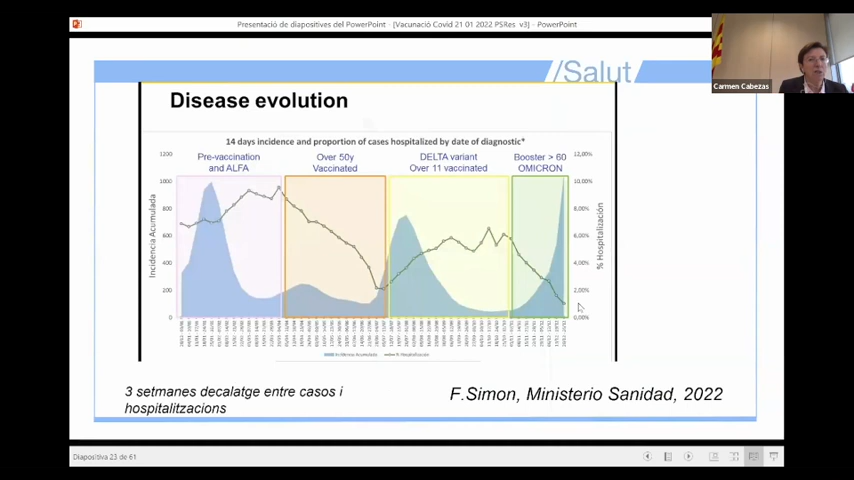 Presentació de diapositives del PowerPoint - [Vacunació Covid 21 01 2022 PSRes v3] - PowerPoint
Carmen Cabezas
//Salut
Disease evolution
14 days incidence and proportion of cases hospitalized by date of diagnostic*
Pre-vaccination
and ALFA
Over 50y
Vaccinated
DELTA variant
Over 11 vaccinated
Booster > 60
OMICRON
Incidencia Acumulada
1200
1000
800
600
400
200
0
12,00%
10,00%
8,00%
6,00%
4,00%
2,00%
0,00%
% Hospitalización
Incidencia Acumulada
% Hospitalización
3 setmanes decalatge entre casos i
hospitalitzacions
F.Simon, Ministerio Sanidad, 2022
Diapositiva 23 de 61